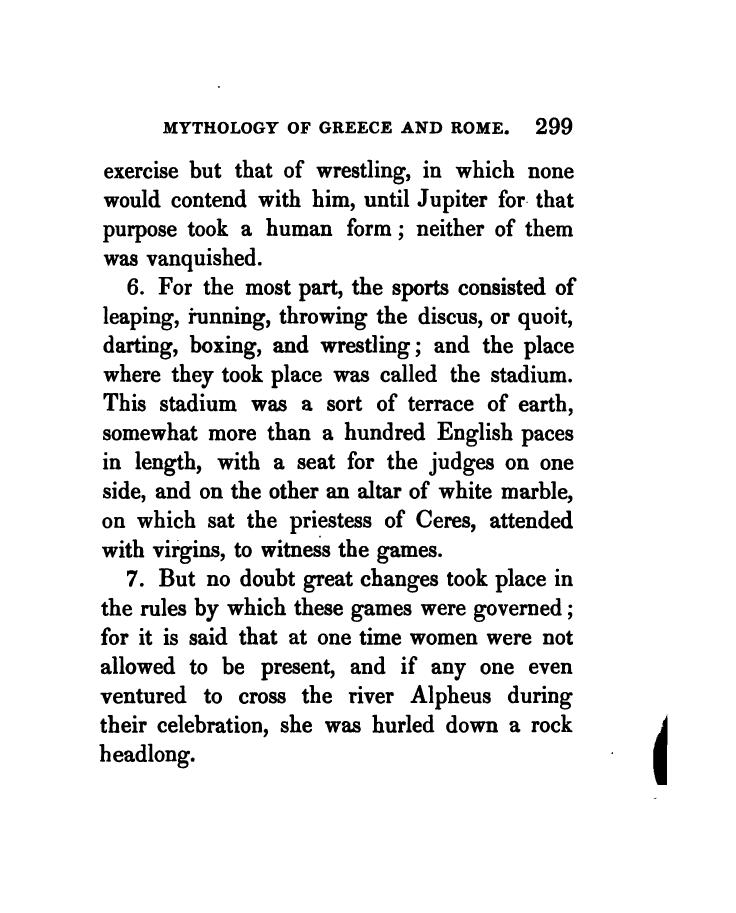 MYTHOLOGY OF GREECE AND ROME. 299
exercise but that of wrestling, in which none
would contend with him, until Jupiter for that
purpose took a human form ; neither of them
was vanquished.
6. For the most part, the sports consisted of
leaping, running, throwing the discus, or quoit,
darting, boxing, and wrestling ; and the place
where they took place was called the stadium.
This stadium was a sort of terrace of earth,
somewhat more than a hundred English paces
in length, with a seat for the judges on one
side, and on the other an altar of white marble,
on which sat the priestess of Ceres, attended
with virgins, to witness the games.
7. But no doubt great changes took place in
the rules by which these games were governed ;
for it is said that at one time women were not
allowed to be present, and if any one even
ventured to cross the river Alpheus during
their celebration, she was hurled down a rock
headlong.